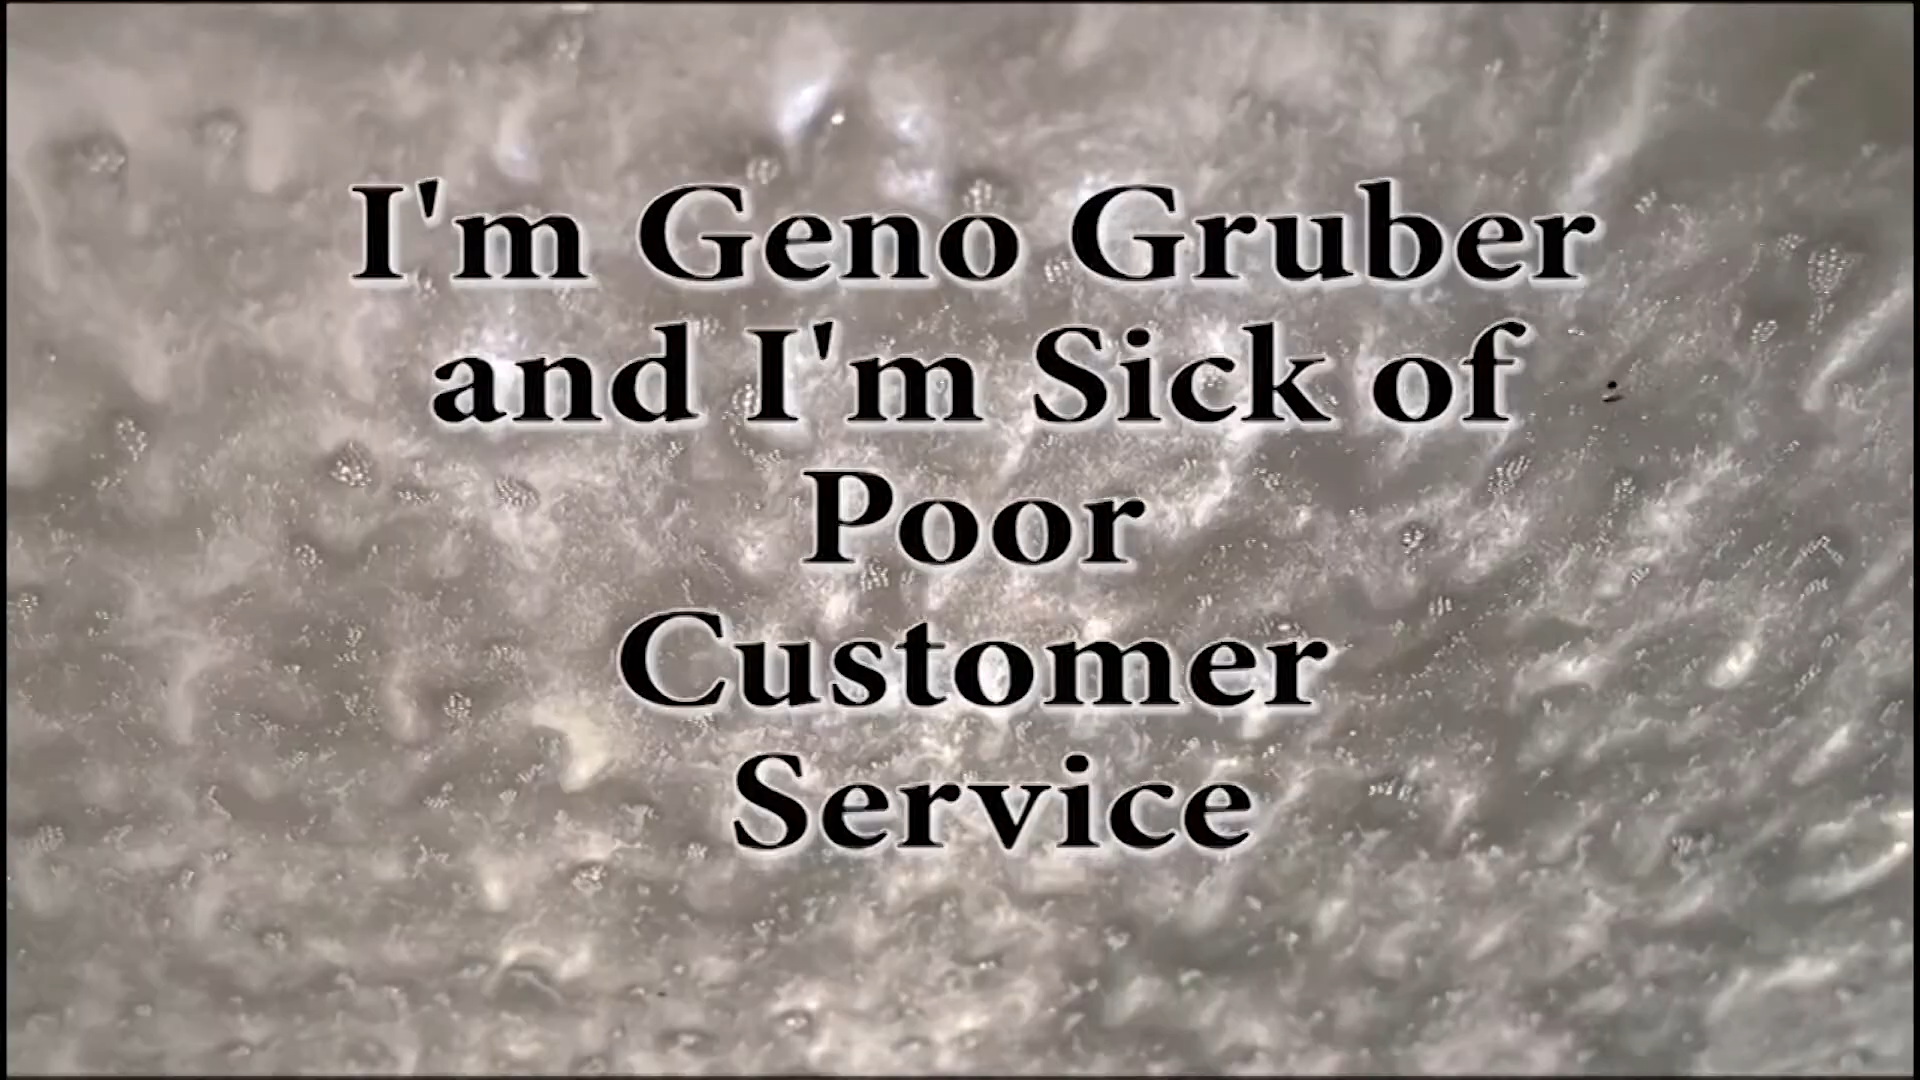 I'm Geno Gruber
and I'm Sick of
Poor
Customer
Service